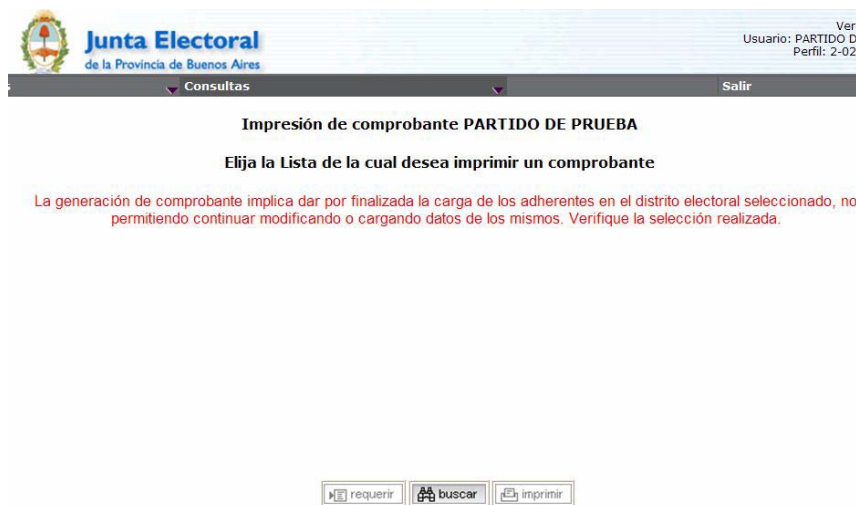 Junta Electoral
de la Provincia de Buenos Aires
Ver
Usuario: PARTIDO D
Perfil: 2-02
Consultas
Salir
Impresión de comprobante PARTIDO DE PRUEBA
Elija la Lista de la cual desea imprimir un comprobante
La generación de comprobante implica dar por finalizada la carga de los adherentes en el distrito electoral seleccionado, no
permitiendo continuar modificando o cargando datos de los mismos. Verifique la selección realizada.
requerir buscar imprimir